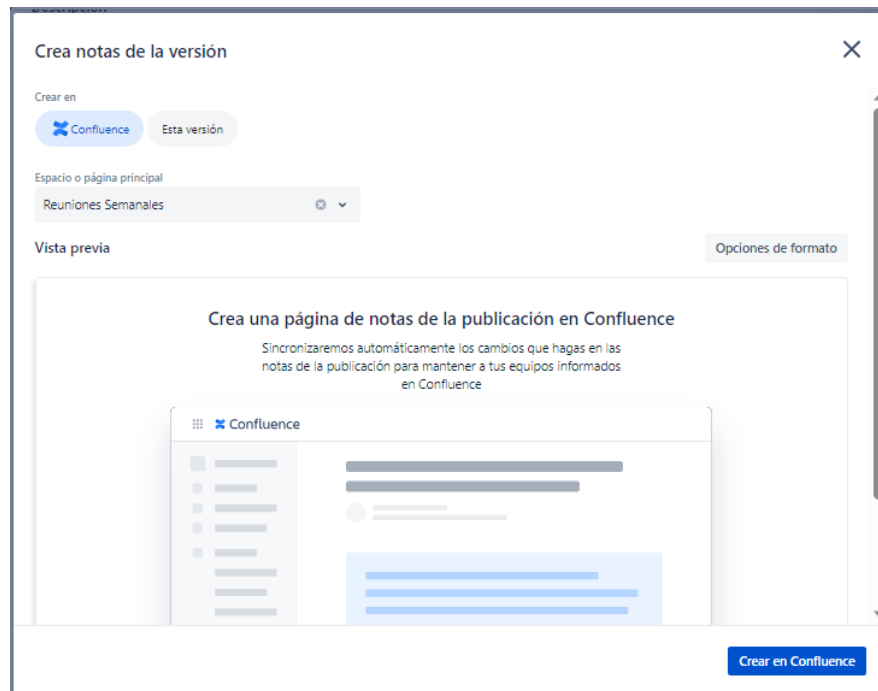 Descripción
Crea notas de la versión
Crear en
Confluence
Esta versión
Espacio o página principal
Reuniones Semanales
Vista previa
Opciones de formato
Crea una página de notas de la publicación en Confluence
Sincronizaremos automáticamente los cambios que hagas en las
notas de la publicación para mantener a tus equipos informados
en Confluence
Confluence
Crear en Confluence